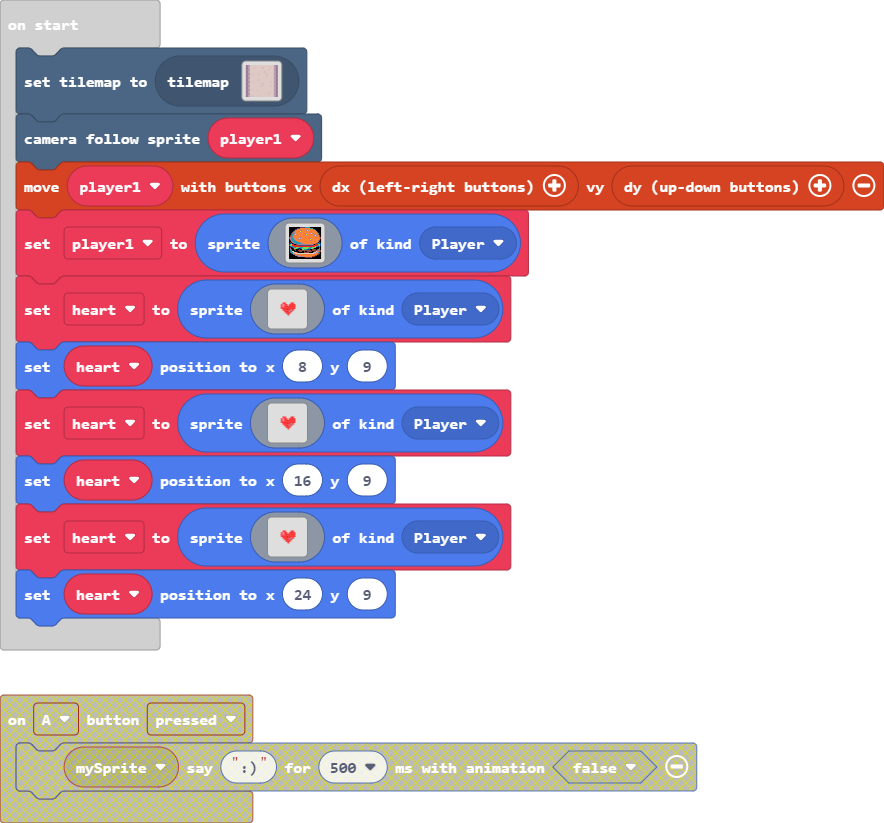 on start
set tilemap to tilemap
camera follow sprite player1
move player1 with buttons vx dx (left-right buttons) vy dy (up-down buttons)
set player1 to sprite of kind Player
set heart to sprite of kind Player
set heart position to x 8 y 9
set heart to sprite of kind Player
set heart position to x 16 y 9
set heart to sprite of kind Player
set heart position to x 24 y 9
on A button pressed
mySprite say ":)" for 500 ms with animation false